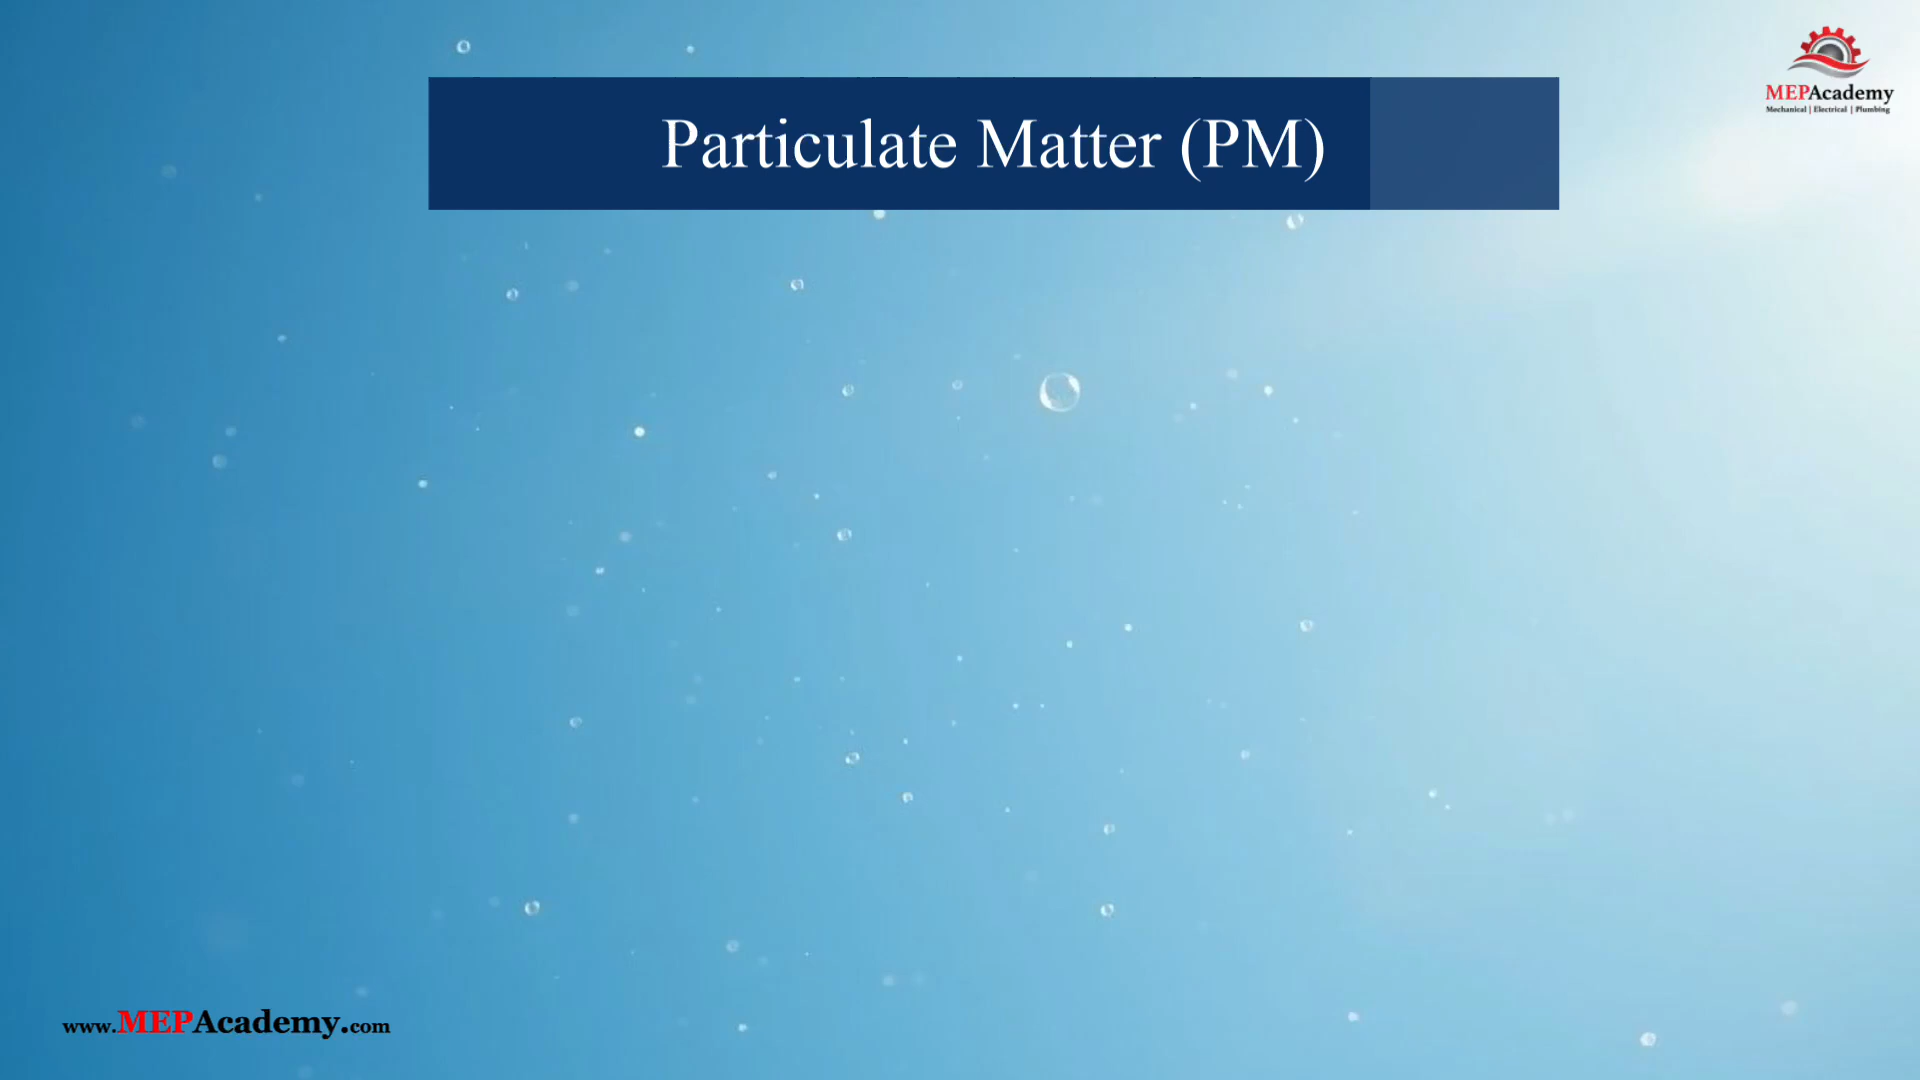 Particulate Matter (PM)
MEPAcademy
Mechanical | Electrical | Plumbing
www.MEPAcademy.com